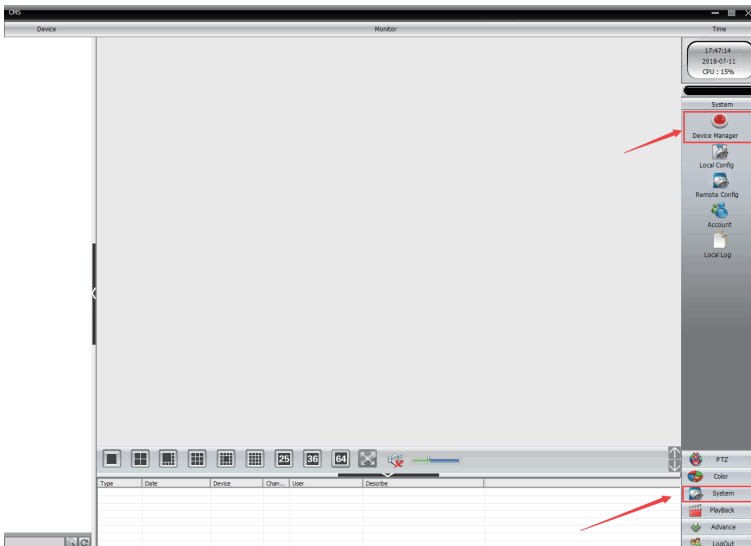 CMS
Device
Monitor
Time
17:47:14
2018-07-11
CPU : 15%
System
Device Manager
Local Config
Remote Config
Account
Local Log
25
36
64
Type
Date
Device
Chan...
User
Describe
PTZ
Color
System
PlayBack
Advance
LogOut